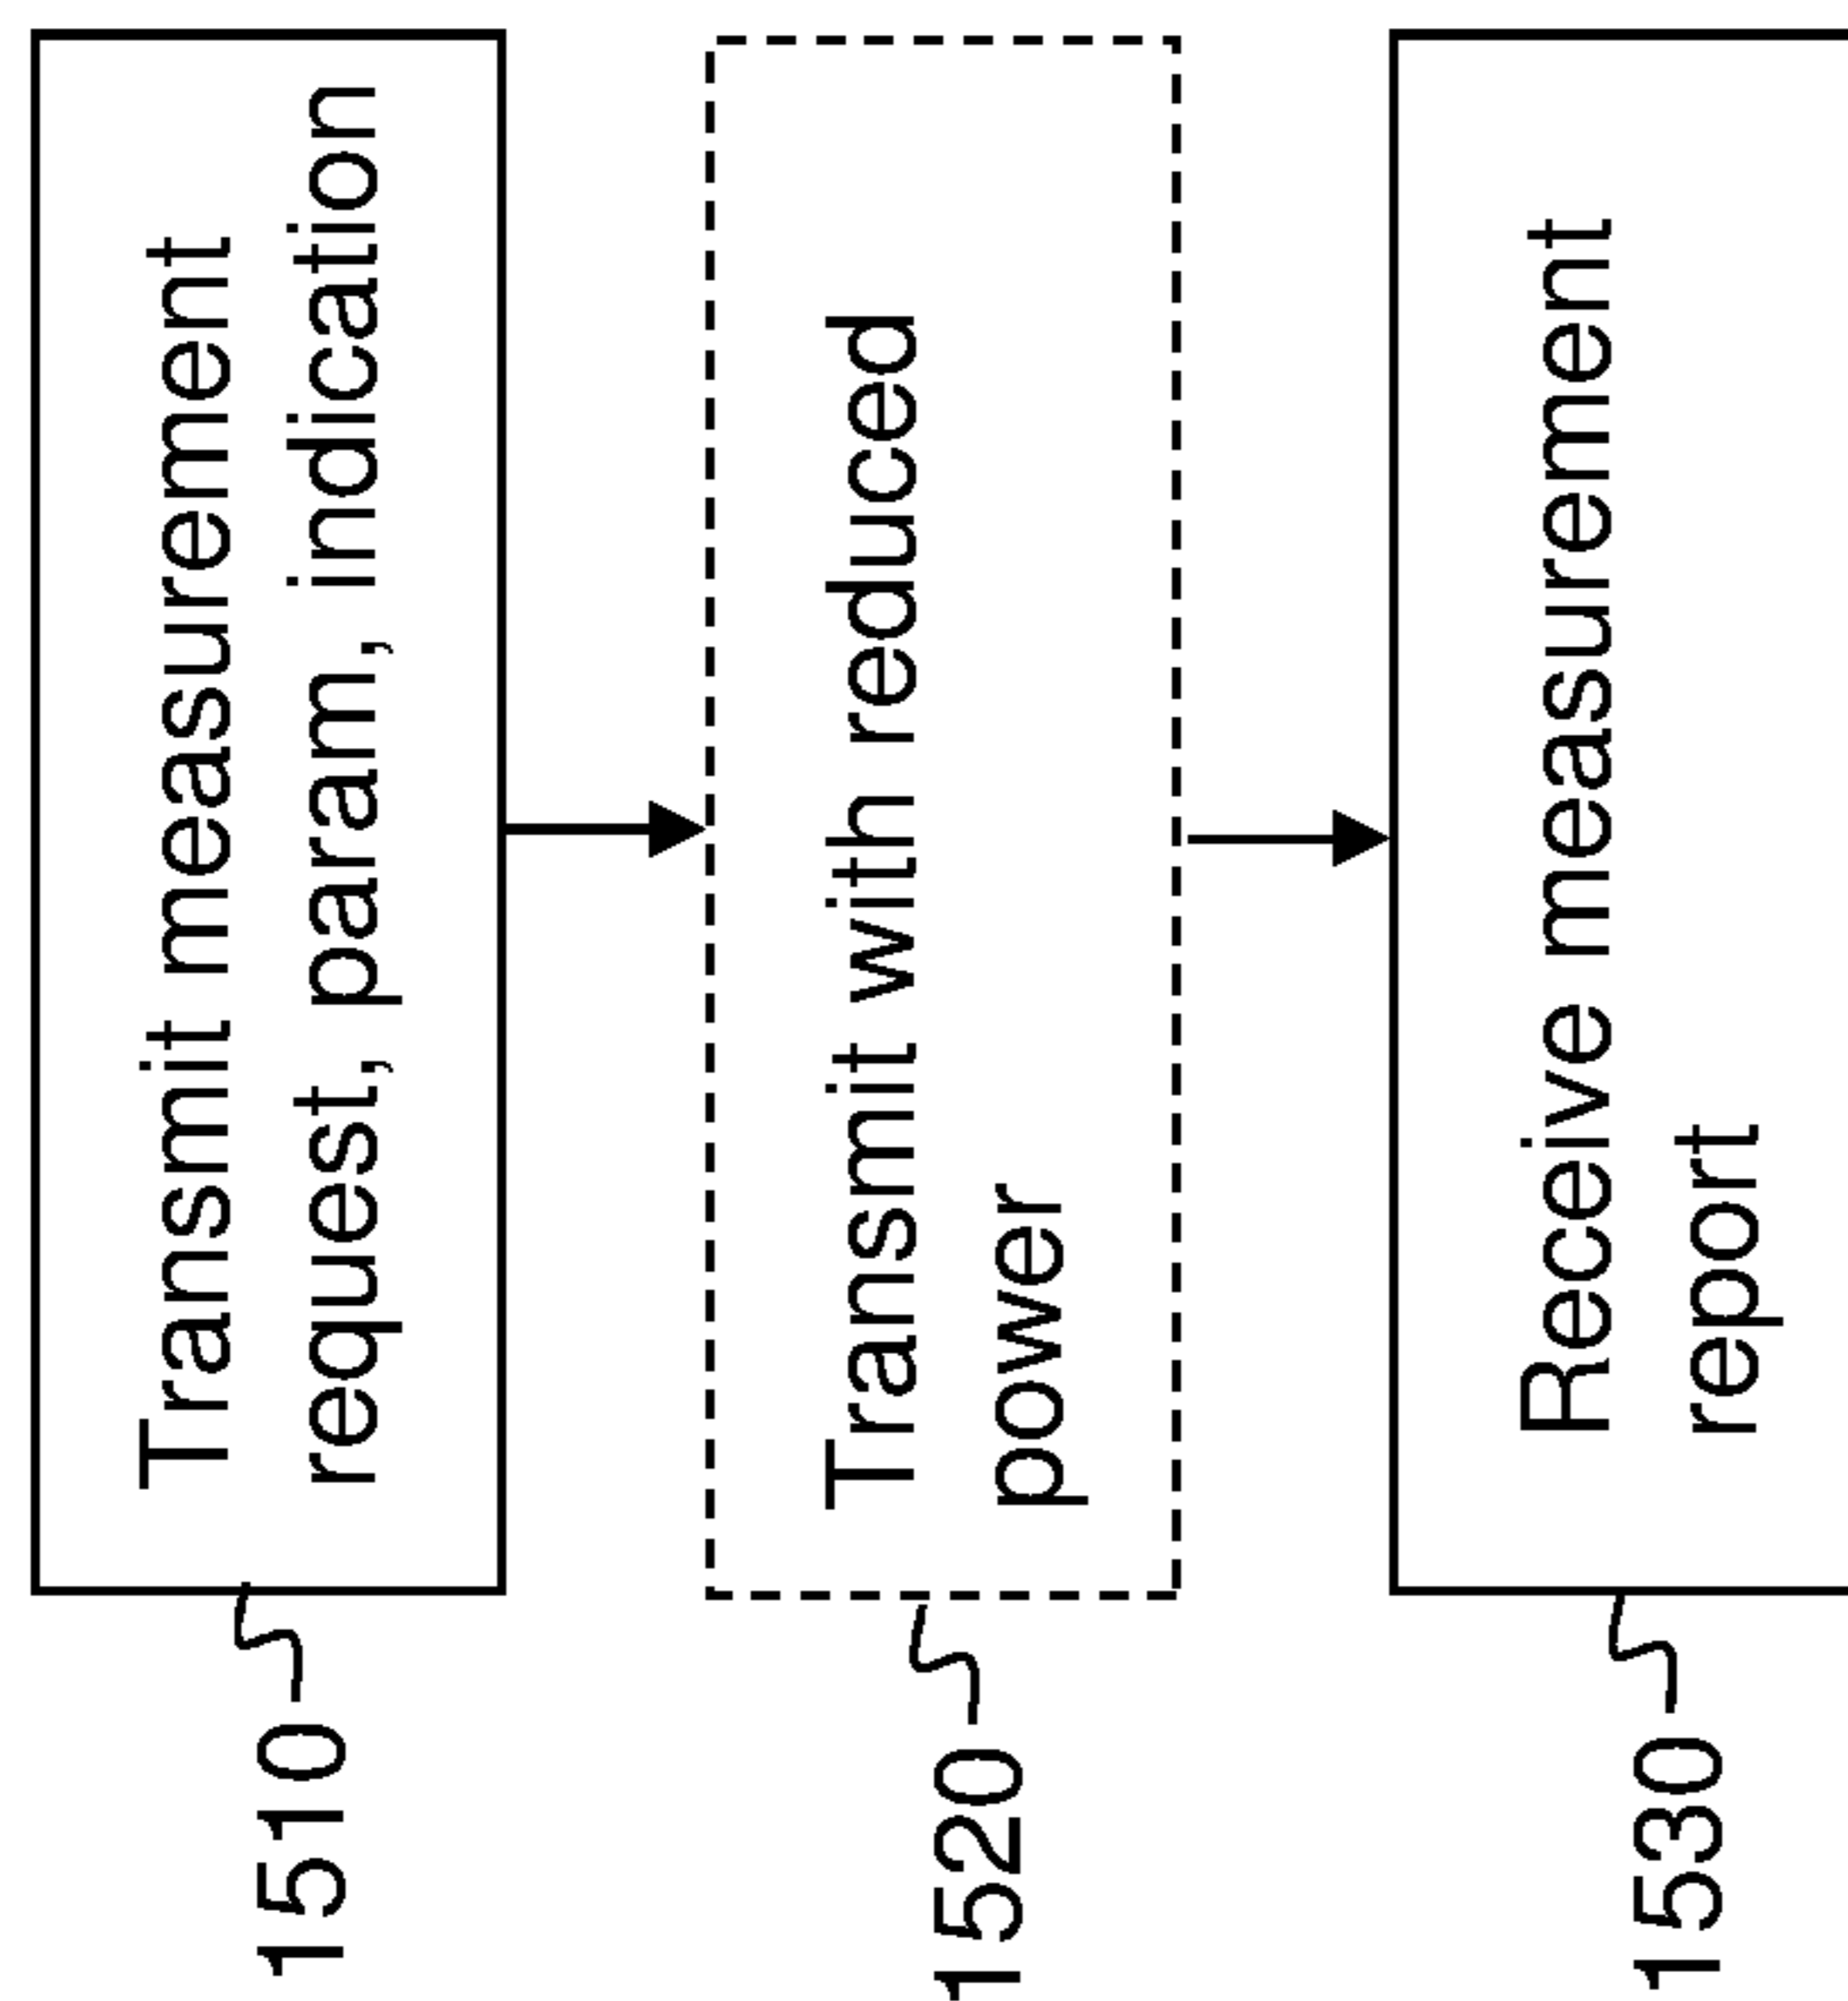 1510
Transmit measurement
request, param, indication
1520
Transmit with reduced
power
1530
Receive measurement
report